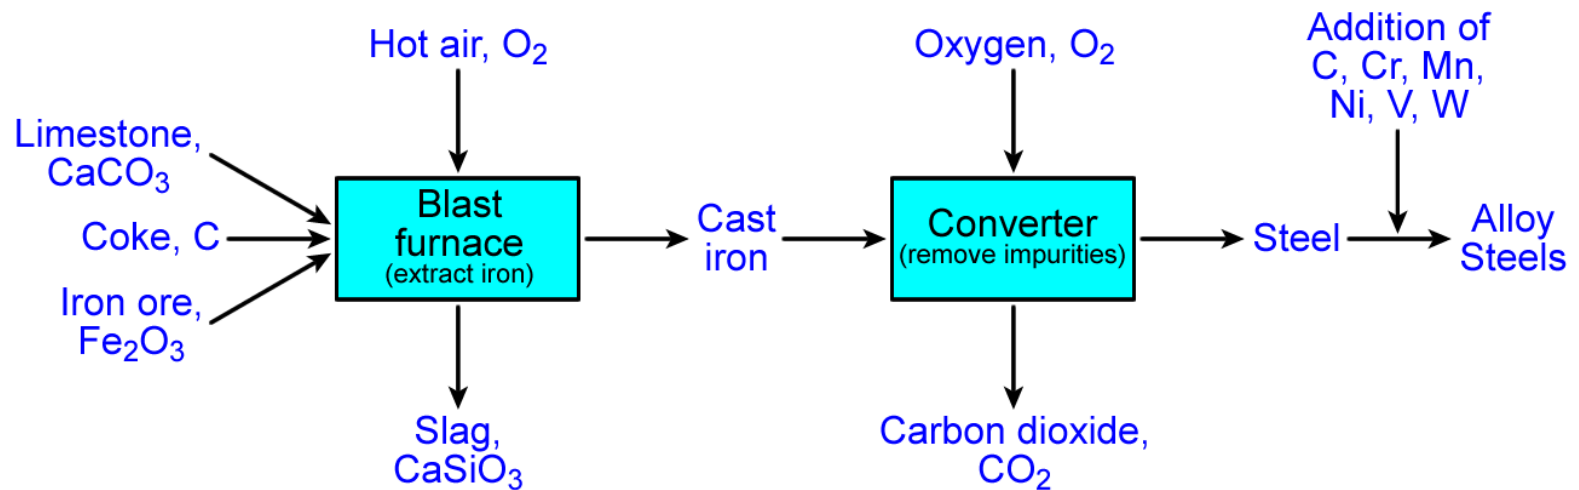 Hot air, O₂
Limestone,
CaCO₃
Coke, C
Iron ore,
Fe₂O₃
Blast
furnace
(extract iron)
Slag,
CaSiO₃
Cast
iron
Oxygen, O₂
Converter
(remove impurities)
Carbon dioxide,
CO₂
Steel
Addition of
C, Cr, Mn,
Ni, V, W
Alloy
Steels